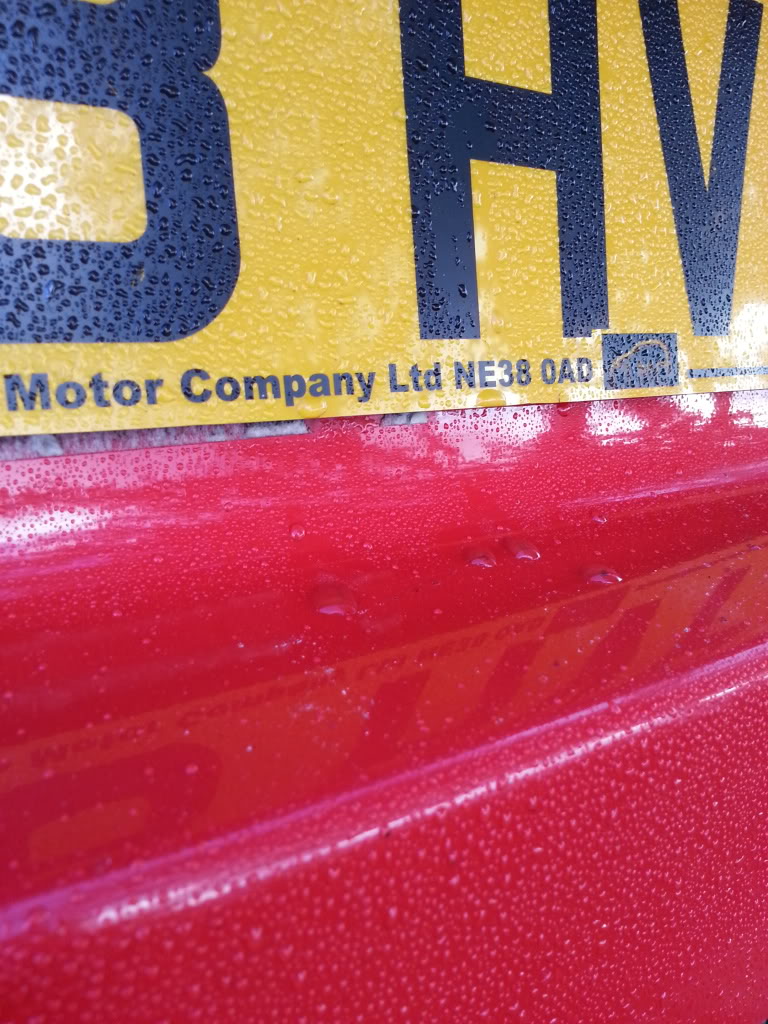 B HV
Motor Company Ltd NE38 0AD